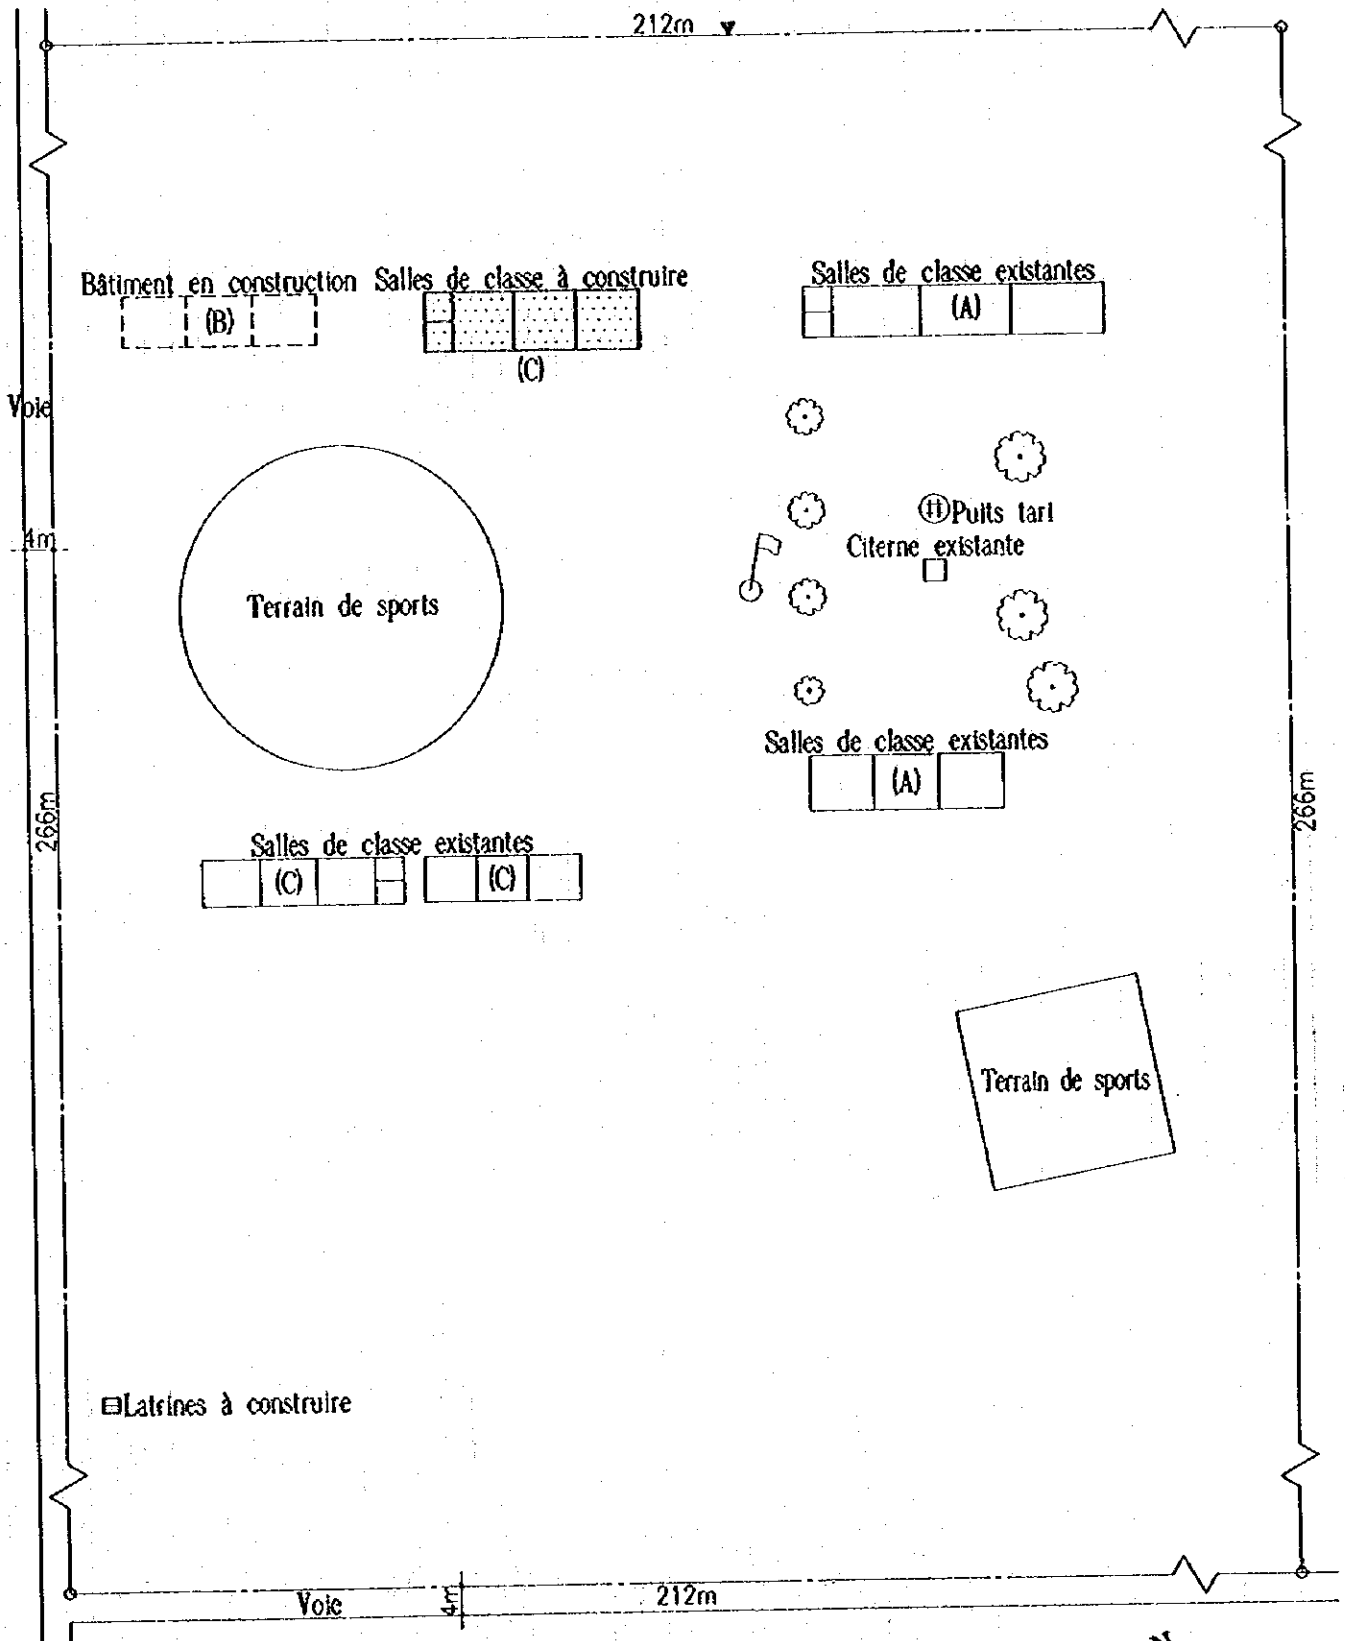 212m
Bâtiment en construction
Salles de classe à construire
Salles de classe existantes
(B)
(A)
(C)
Voie
4m
Puits tari
Citerne existante
Terrain de sports
Salles de classe existantes
(A)
266m
266m
Salles de classe existantes
(C)
(C)
Terrain de sports
Latrines à construire
Voie
4m
212m